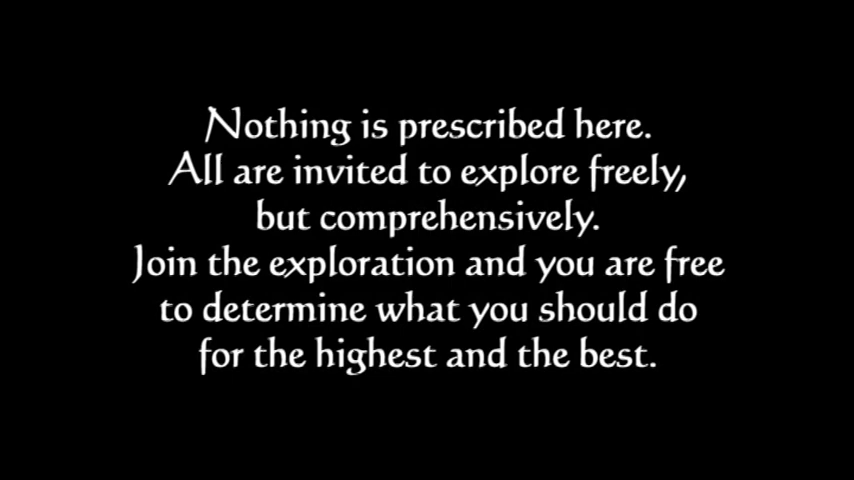 Nothing is prescribed here.
All are invited to explore freely,
but comprehensively.
Join the exploration and you are free
to determine what you should do
for the highest and the best.